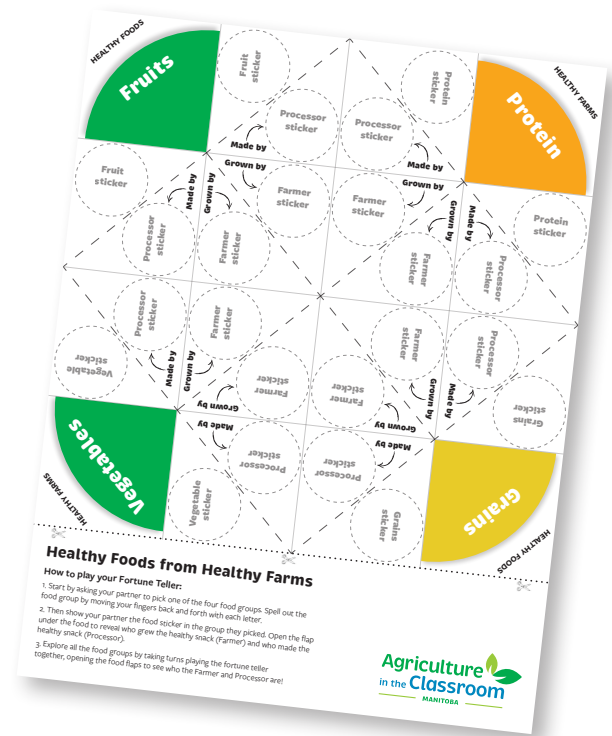 HEALTHY FOODS
Fruits
Fruit
sticker
Processor
sticker
Made by
Grown by
Farmer
sticker
Protein
sticker
Processor
sticker
Made by
Grown by
Farmer
sticker
HEALTHY FARMS
Protein
Fruit
sticker
Made by
Grown by
Processor
sticker
Farmer
sticker
Grown by
Made by
Protein
sticker
Farmer
sticker
Processor
sticker
Processor
sticker
Farmer
sticker
Vegetable
sticker
Made by
Grown by
Farmer
sticker
Grown by
Farmer
sticker
Processor
sticker
Farmer
sticker
Grown by
Grown by
Made by
Grains
sticker
Vegetables
HEALTHY FARMS
Made by
Processor
sticker
Vegetable
sticker
Made by
Processor
sticker
Grains
sticker
Grains
HEALTHY FOODS
Healthy Foods from Healthy Farms
How to play your Fortune Teller:
1. Start by asking your partner to pick one of the four food groups. Spell out the
food group by moving your fingers back and forth with each letter.
2. Then show your partner the food sticker in the group they picked. Open the flap
under the food to reveal who grew the healthy snack (Farmer) and who made the
healthy snack (Processor).
3. Explore all the food groups by taking turns playing the fortune teller
together, opening the food flaps to see who the Farmer and Processor are!
Agriculture
in the Classroom
MANITOBA